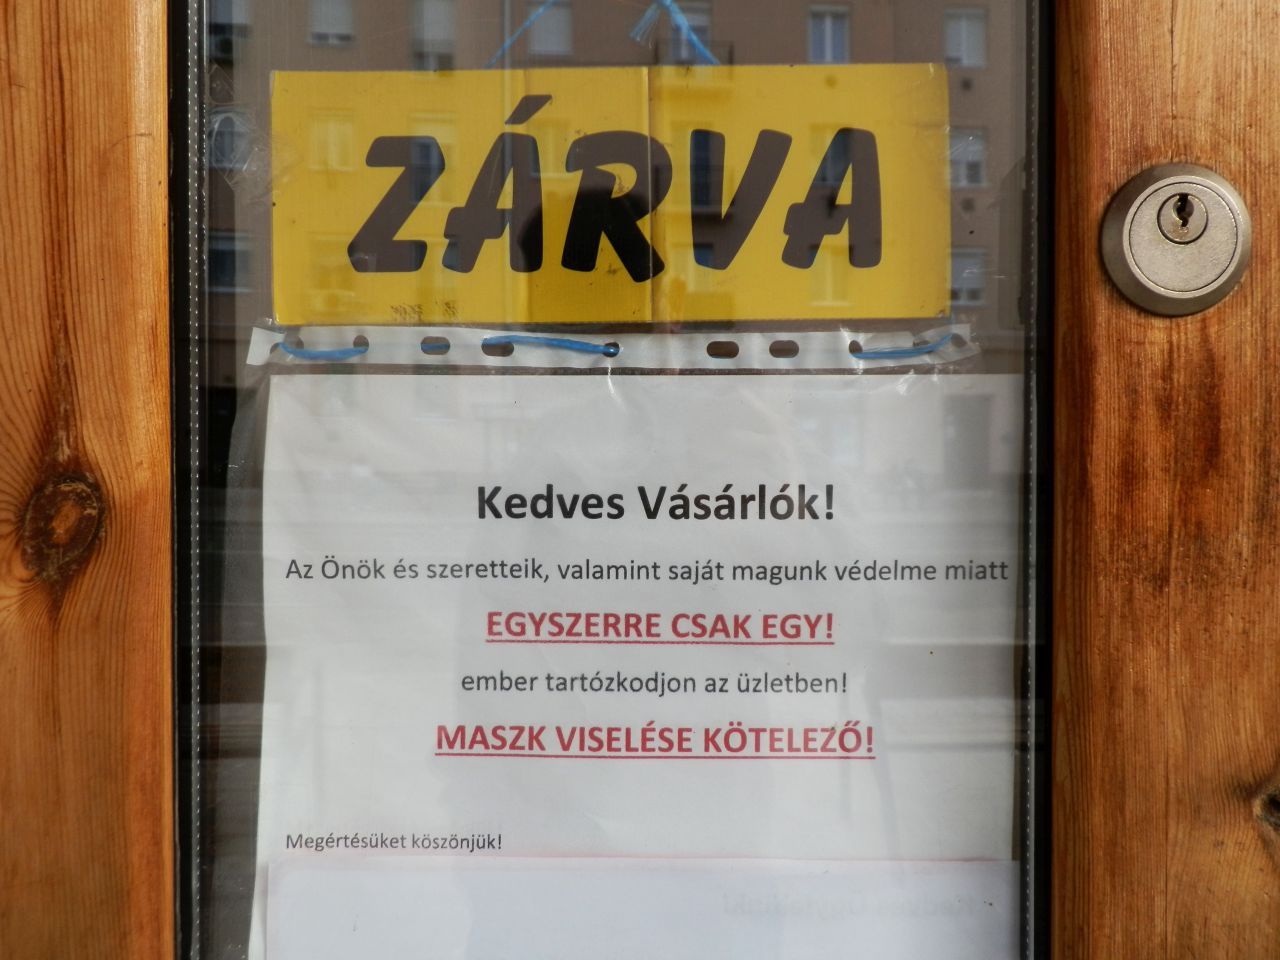 ZÁRVA
Kedves Vásárlók!
Az Önök és szeretteik, valamint saját magunk védelme miatt
EGYSZERRE CSAK EGY!
ember tartózkodjon az üzletben!
MASZK VISELÉSE KÖTELEZŐ!
Megértésüket köszönjük!